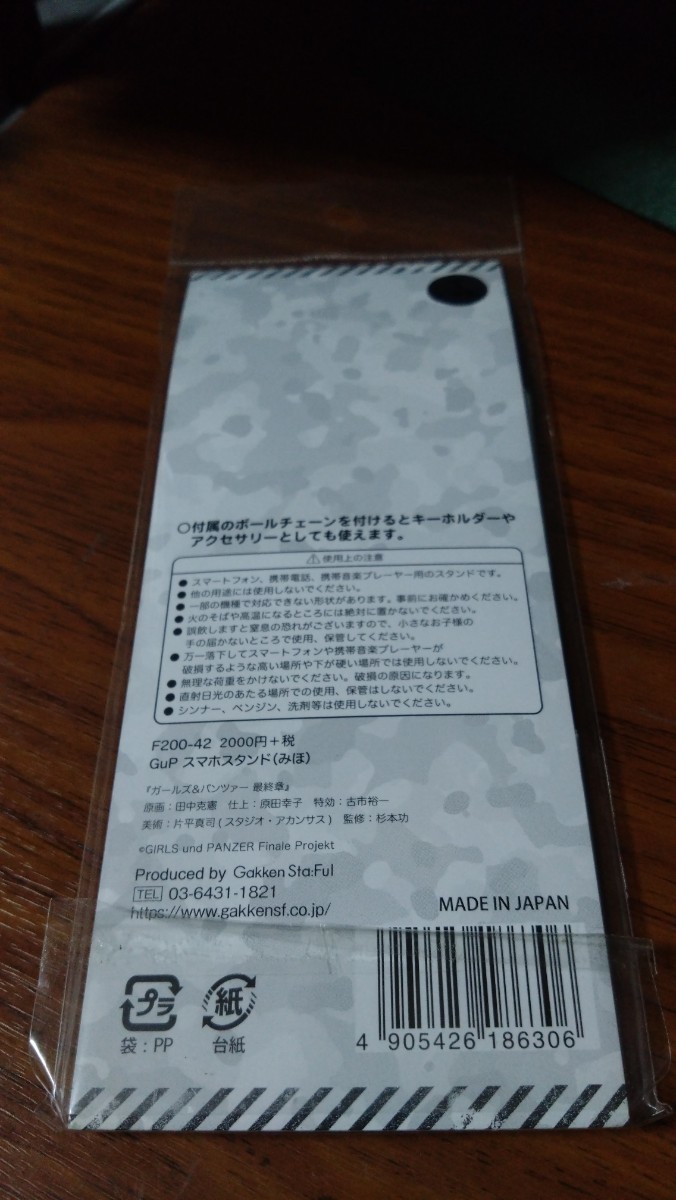 ○付属のボールチェーンを付けるとキーホルダーや
アクセサリーとしても使えます。
⚠使用上の注意
●スマートフォン、携帯電話、携帯音楽プレーヤー用のスタンドです。
●他の用途には使用しないでください。
●一部の機種で対応できない形状があります。事前にお確かめください。
●火のそばや高温になるところには絶対に置かないでください。
●誤飲しますと窒息の恐れがございますので、小さなお子様の
手の届かないところで使用、保管してください。
●万一落下してスマートフォンや携帯音楽プレーヤーが
破損するような高い場所や下が硬い場所では使用しないでください。
●無理な荷重をかけないでください。破損の原因になります。
●直射日光のあたる場所での使用、保管はしないでください。
●シンナー、ベンジン、洗剤等は使用しないでください。
F200-42 2000円+税
GuP スマホスタンド(みほ)
『ガールズ&パンツァー 最終章』
原画:田中克憲 仕上:原田幸子 特効:古市裕一
美術:片平真司(スタジオ・アカンサス) 監修:杉本功
©GIRLS und PANZER Finale Projekt
Produced by Gakken Sta:Ful
TEL 03-6431-1821
https://www.gakkensf.co.jp/
MADE IN JAPAN
プラ
袋:PP
紙
台紙
4 905426 186306